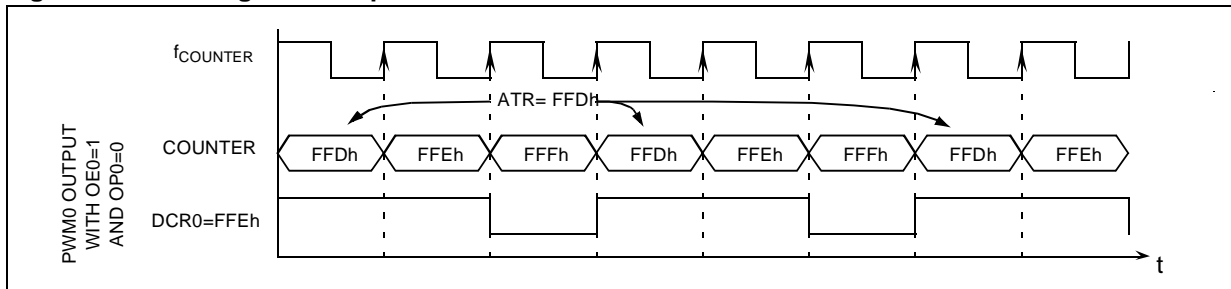 fCOUNTER
ATR= FFDh
COUNTER
FFDh FFEh FFFh FFDh FFEh FFFh FFDh FFEh
PWM0 OUTPUT
WITH OE0=1
AND OP0=0
DCR0=FFEh
t